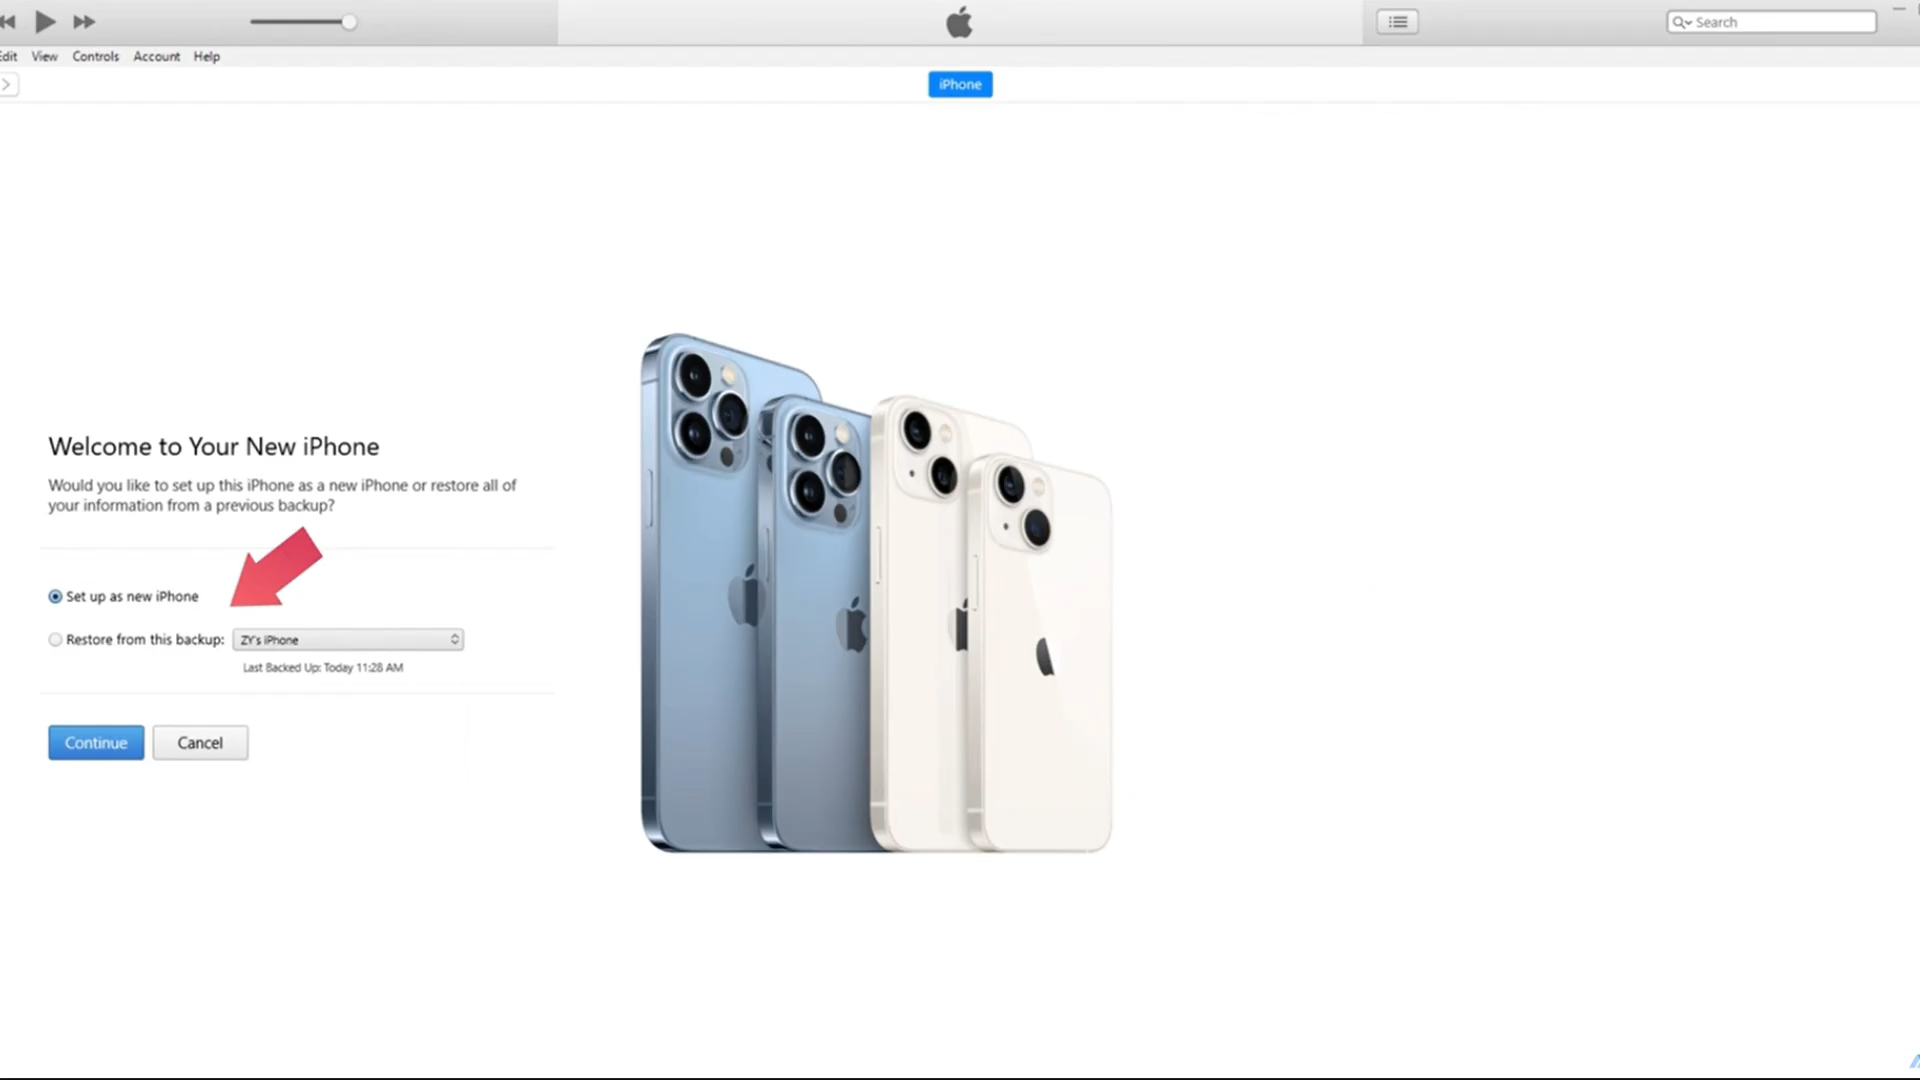 View Controls Account Help
Search
iPhone
Welcome to Your New iPhone
Would you like to set up this iPhone as a new iPhone or restore all of
your information from a previous backup?
Set up as new iPhone
Restore from this backup: ZY's iPhone
Last Backed Up: Today 11:28 AM
Continue Cancel